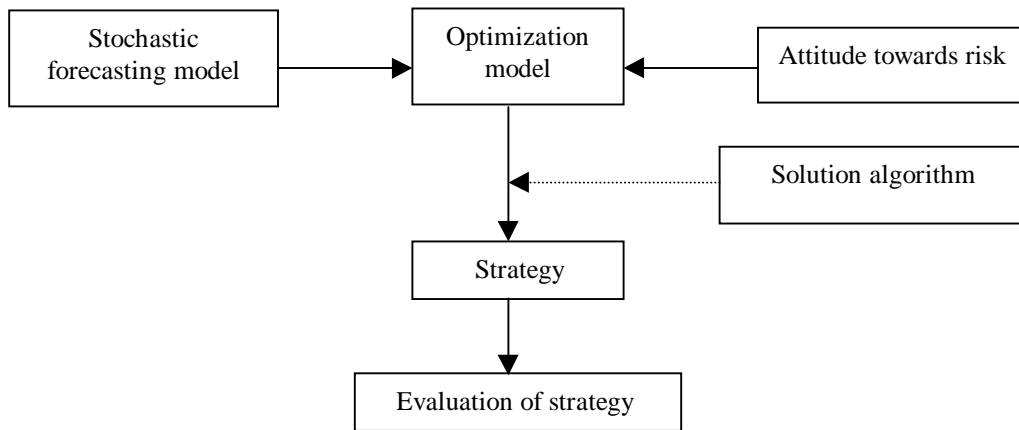 Stochastic
forecasting model
Optimization
model
Attitude towards risk
Solution algorithm
Strategy
Evaluation of strategy